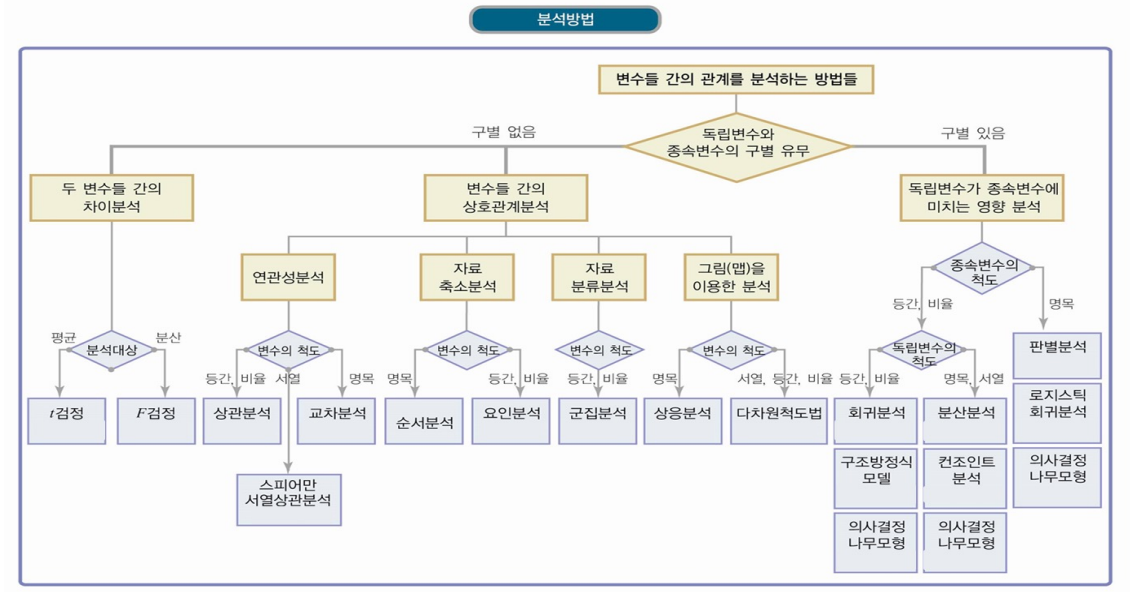 분석방법
변수들 간의 관계를 분석하는 방법들
구별 없음
독립변수와
종속변수의 구별 유무
구별 있음
두 변수들 간의
차이분석
변수들 간의
상호관계분석
독립변수가 종속변수에
미치는 영향 분석
연관성분석
자료
축소분석
자료
분류분석
그림(맵)을
이용한 분석
종속변수의
척도
등간, 비율
명목
평균
분산
분석대상
변수의 척도
변수의 척도
변수의 척도
변수의 척도
독립변수의
척도
판별분석
등간, 비율
서열
명목
명목
등간, 비율
등간, 비율
명목
서열, 등간, 비율
등간, 비율
명목, 서열
t검정
F검정
상관분석
교차분석
순서분석
요인분석
군집분석
상응분석
다차원척도법
회귀분석
분산분석
로지스틱
회귀분석
스피어만
서열상관분석
구조방정식
모델
컨조인트
분석
의사결정
나무모형
의사결정
나무모형
의사결정
나무모형